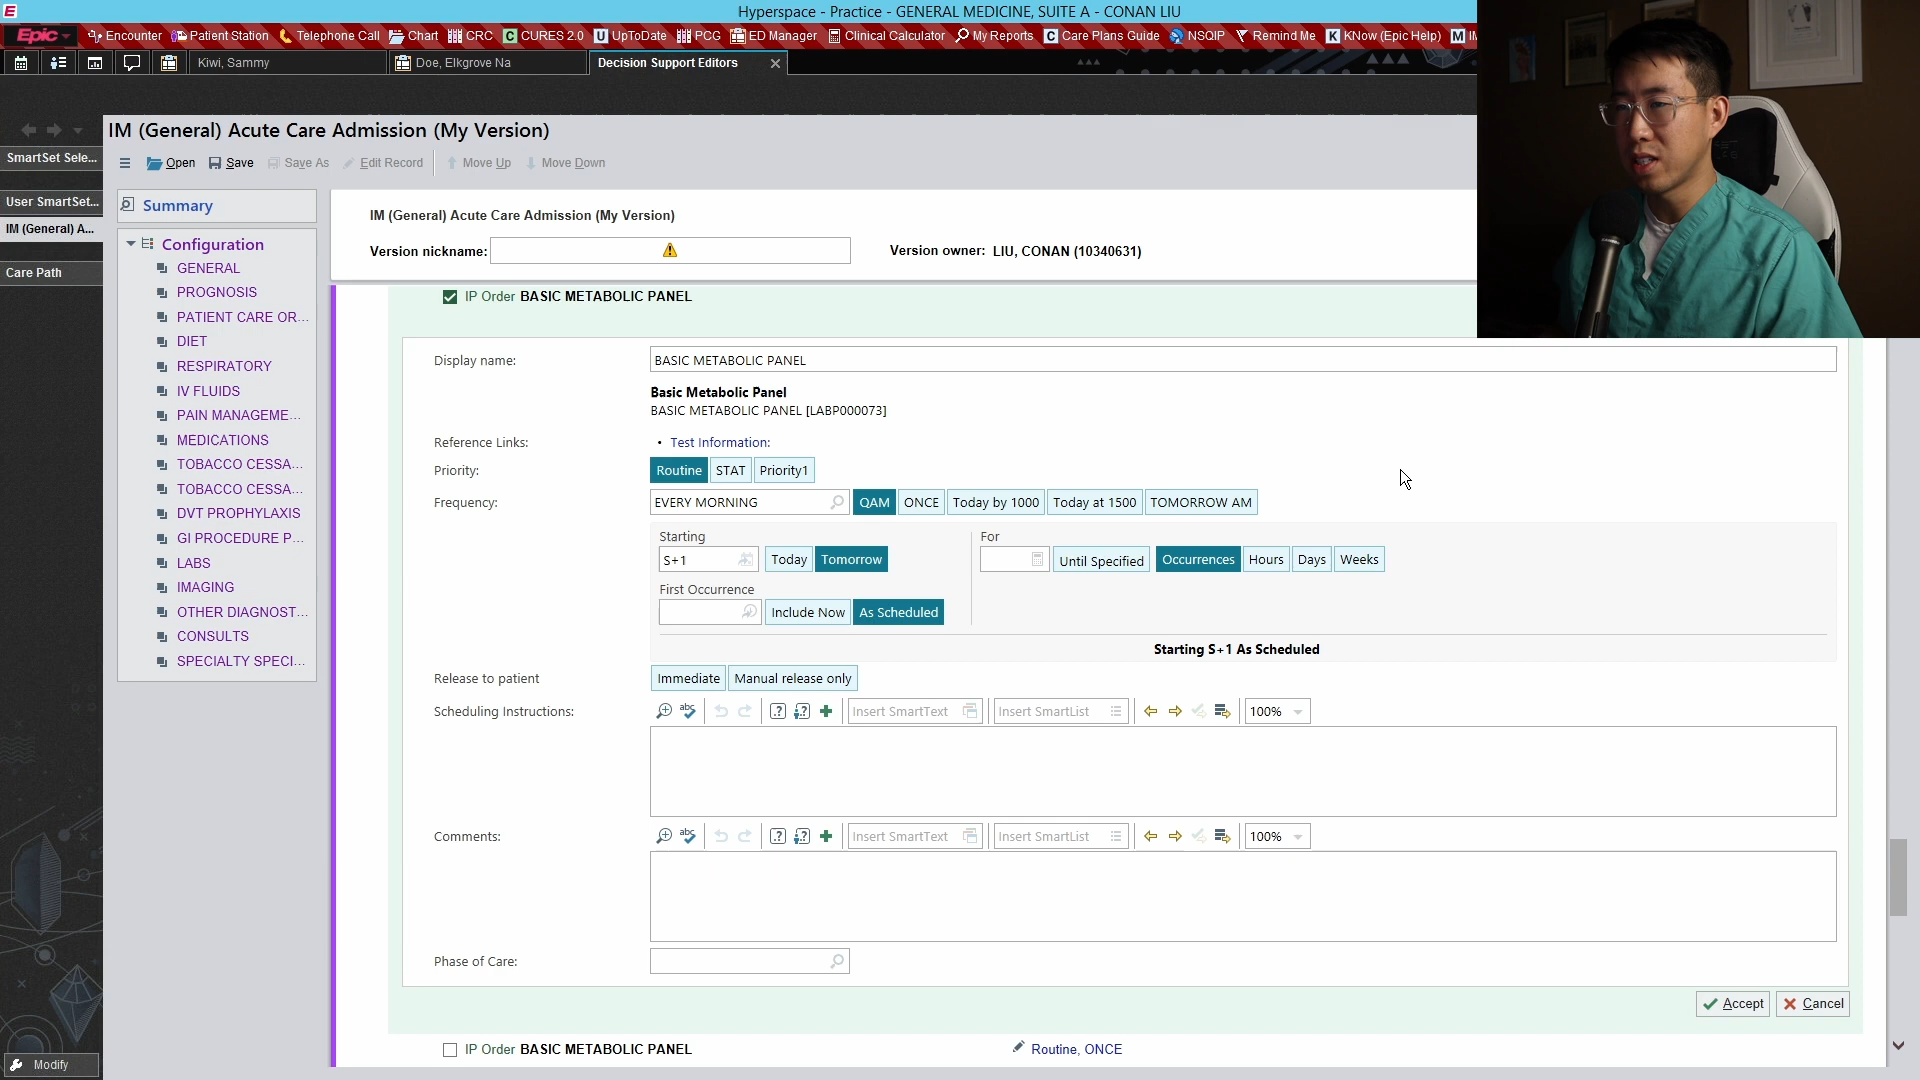 Hyperspace - Practice - GENERAL MEDICINE, SUITE A - CONAN LIU
Epic Encounter Patient Station Telephone Call Chart CRC CURES 2.0 UpToDate PCG ED Manager Clinical Calculator My Reports Care Plans Guide NSQIP Remind Me KNow (Epic Help)
Kiwi, Sammy Doe, Elkgrove Na Decision Support Editors
IM (General) Acute Care Admission (My Version)
SmartSet Sele...
Open Save Save As Edit Record Move Up Move Down
User SmartSet...
IM (General) A...
Care Path
Summary
Configuration
GENERAL
PROGNOSIS
PATIENT CARE OR...
DIET
RESPIRATORY
IV FLUIDS
PAIN MANAGEME...
MEDICATIONS
TOBACCO CESSA...
TOBACCO CESSA...
DVT PROPHYLAXIS
GI PROCEDURE P...
LABS
IMAGING
OTHER DIAGNOST...
CONSULTS
SPECIALTY SPECI...
Modify
IM (General) Acute Care Admission (My Version)
Version nickname: Version owner: LIU, CONAN (10340631)
IP Order BASIC METABOLIC PANEL
Display name: BASIC METABOLIC PANEL
Basic Metabolic Panel
BASIC METABOLIC PANEL [LABP000073]
Reference Links: • Test Information:
Priority: Routine STAT Priority1
Frequency: EVERY MORNING QAM ONCE Today by 1000 Today at 1500 TOMORROW AM
Starting For
S+1 Today Tomorrow Until Specified Occurrences Hours Days Weeks
First Occurrence
Include Now As Scheduled
Starting S+1 As Scheduled
Release to patient Immediate Manual release only
Scheduling Instructions: abc Insert SmartText Insert SmartList 100%
Comments: abc Insert SmartText Insert SmartList 100%
Phase of Care:
Accept Cancel
IP Order BASIC METABOLIC PANEL Routine, ONCE